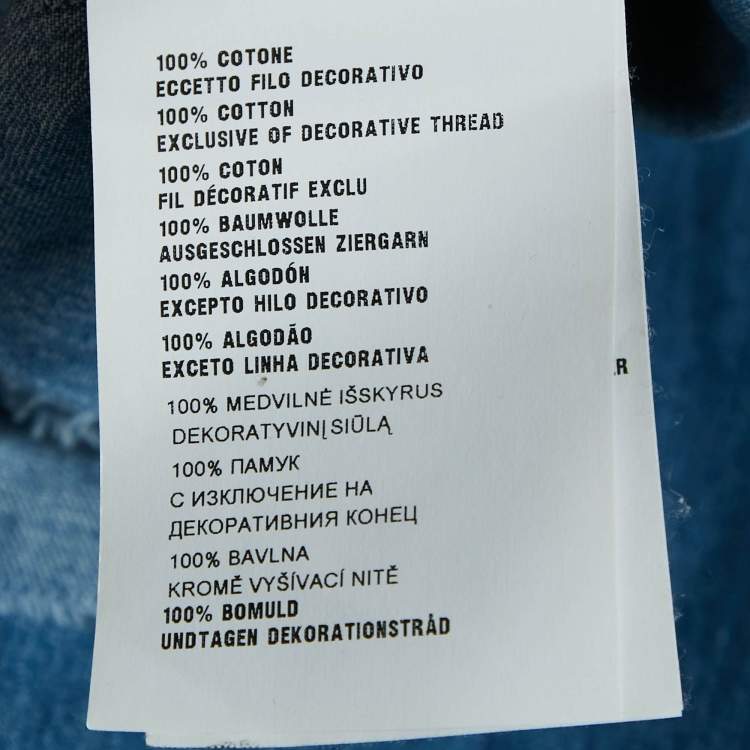 100% COTONE
ECCETTO FILO DECORATIVO
100% COTTON
EXCLUSIVE OF DECORATIVE THREAD
100% COTON
FIL DÉCORATIF EXCLU
100% BAUMWOLLE
AUSGESCHLOSSEN ZIERGARN
100% ALGODÓN
EXCEPTO HILO DECORATIVO
100% ALGODÃO
EXCETO LINHA DECORATIVA
100% MEDVILNĖ IŠSKYRUS
DEKORATYVINĮ SIŪLĄ
100% ПАМУК
С ИЗКЛЮЧЕНИЕ НА
ДЕКОРАТИВНИЯ КОНЕЦ
100% BAVLNA
KROMĚ VYŠÍVACÍ NITĚ
100% BOMULD
UNDTAGEN DEKORATIONSTRÅD